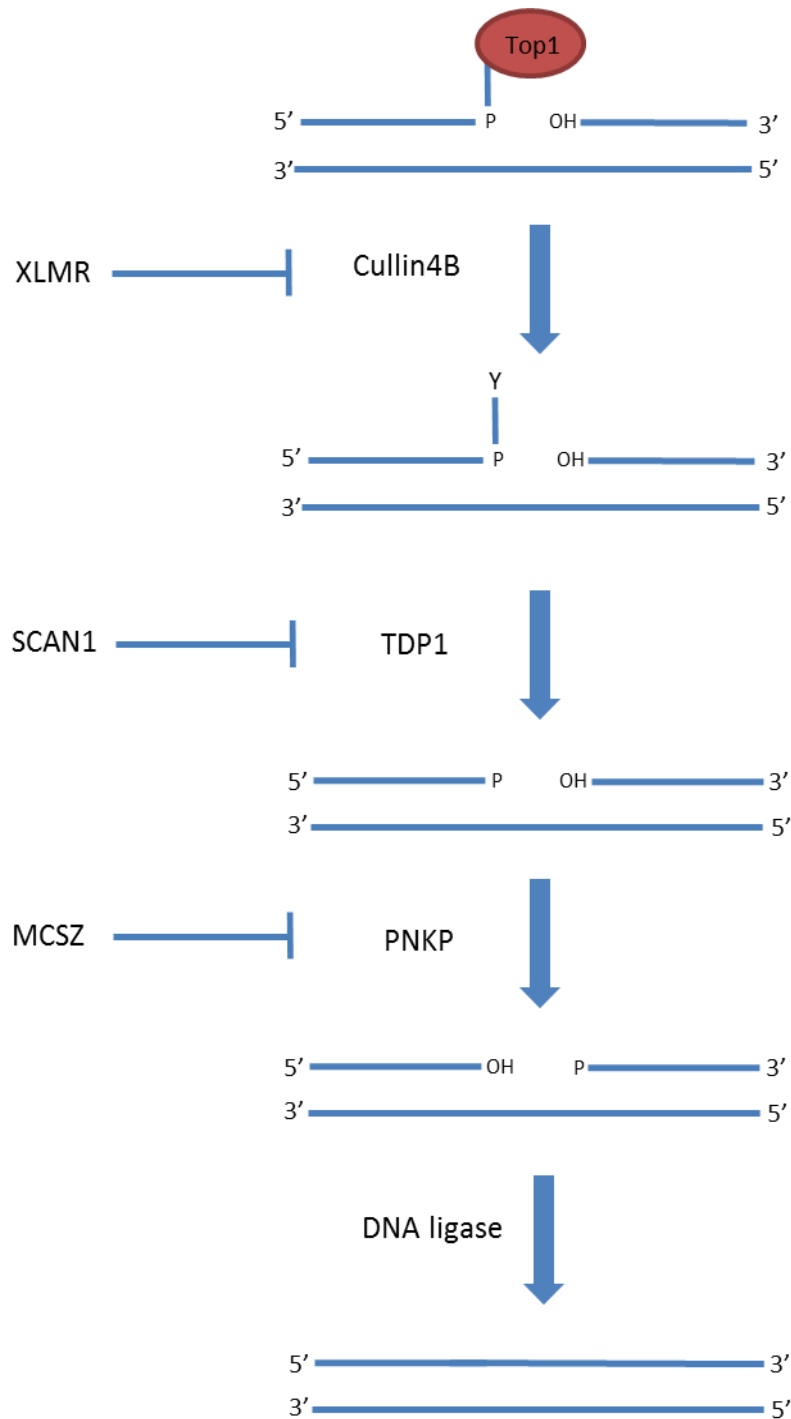 Top1
5’ P OH 3’
3’ 5’
XLMR Cullin4B
Y
5’ P OH 3’
3’ 5’
SCAN1 TDP1
5’ P OH 3’
3’ 5’
MCSZ PNKP
5’ OH P 3’
3’ 5’
DNA ligase
5’ 3’
3’ 5’